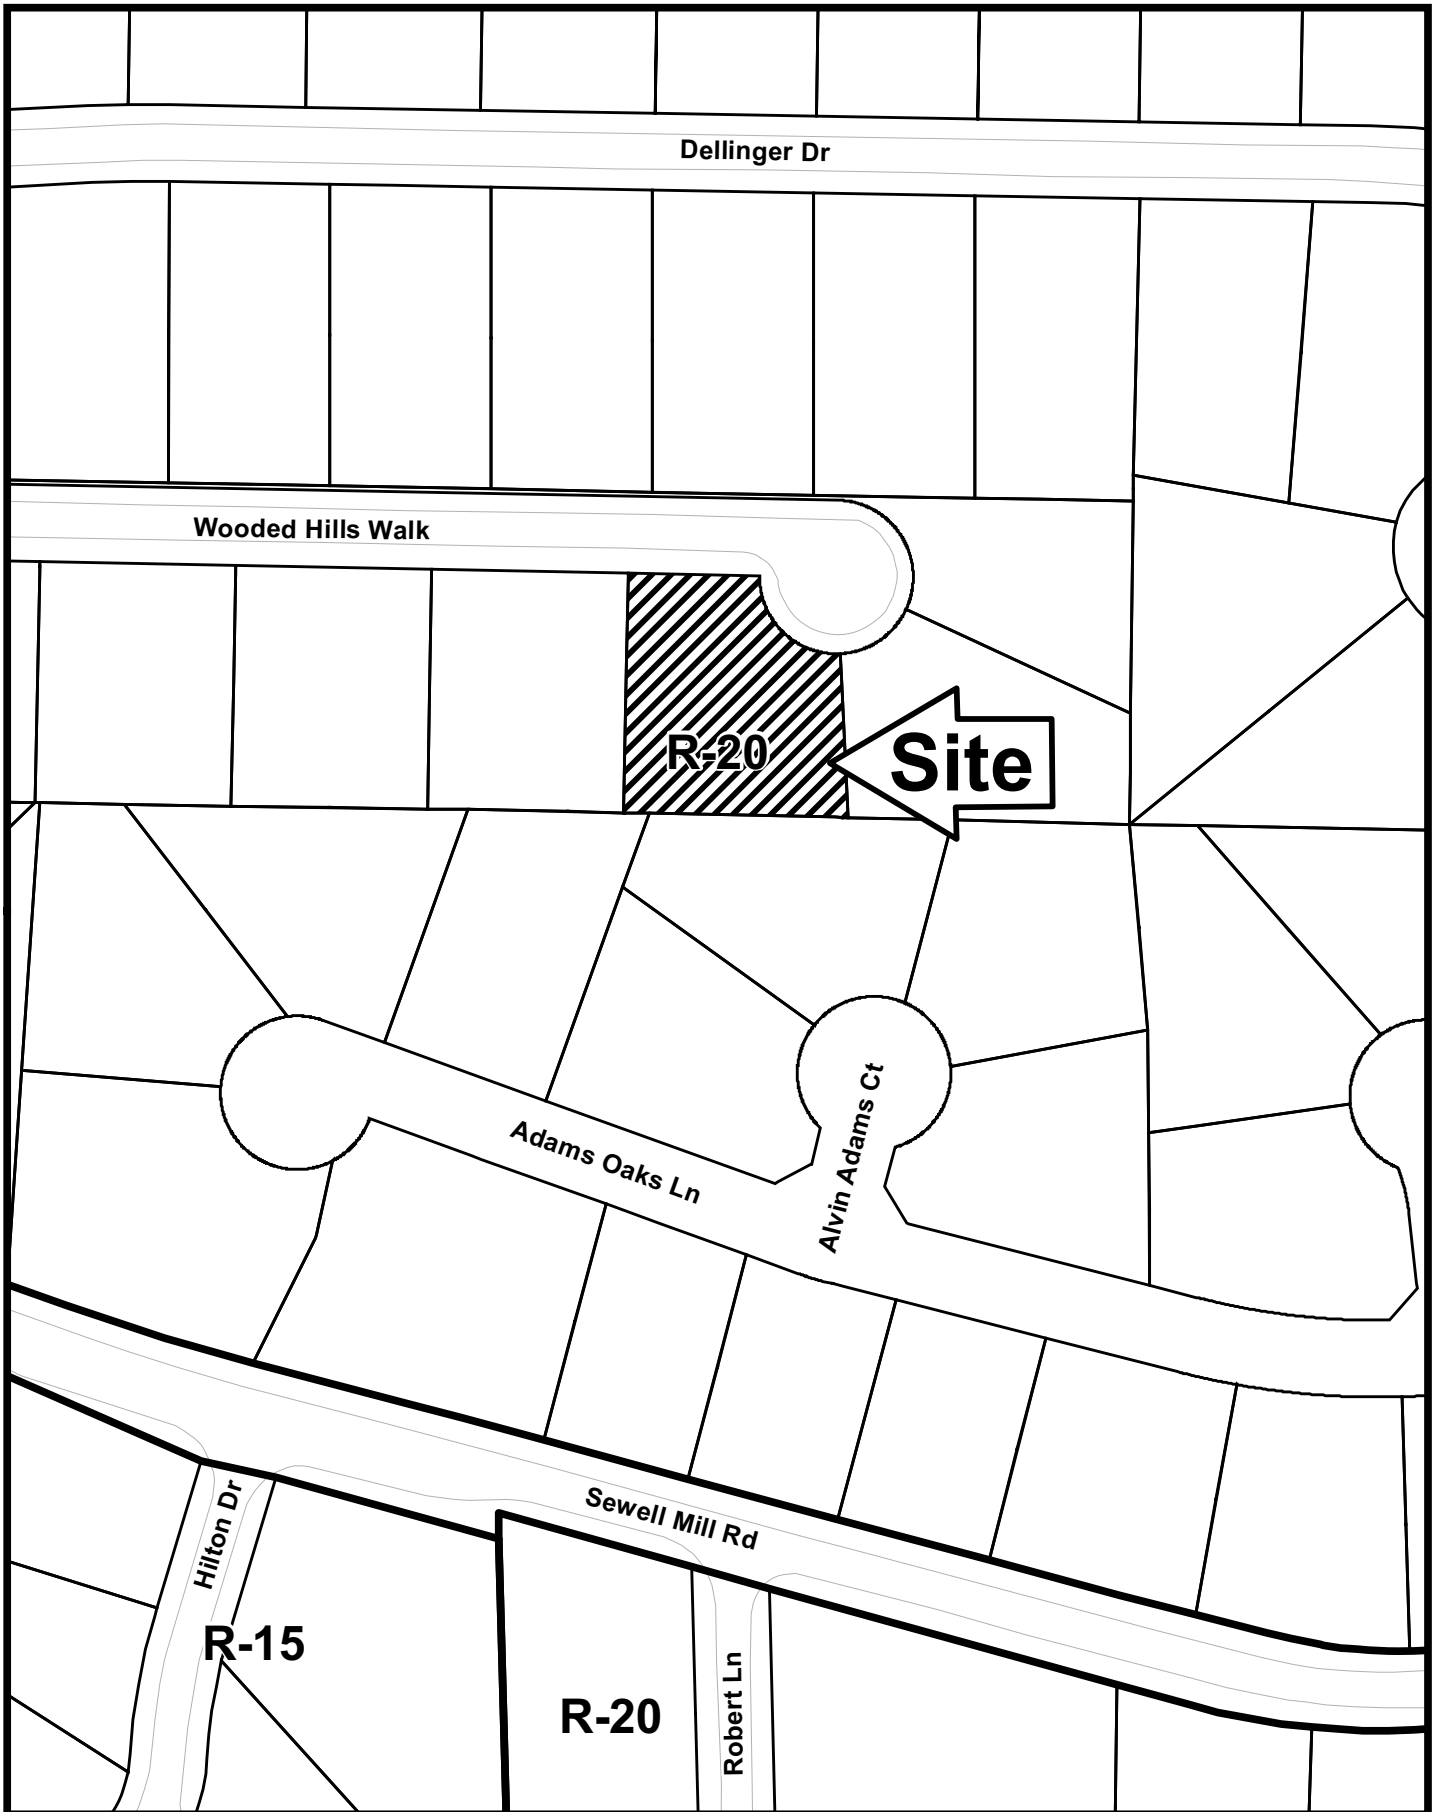 Dellinger Dr
Wooded Hills Walk
R-20
Site
Adams Oaks Ln
Alvin Adams Ct
Sewell Mill Rd
Hilton Dr
R-15
R-20
Robert Ln